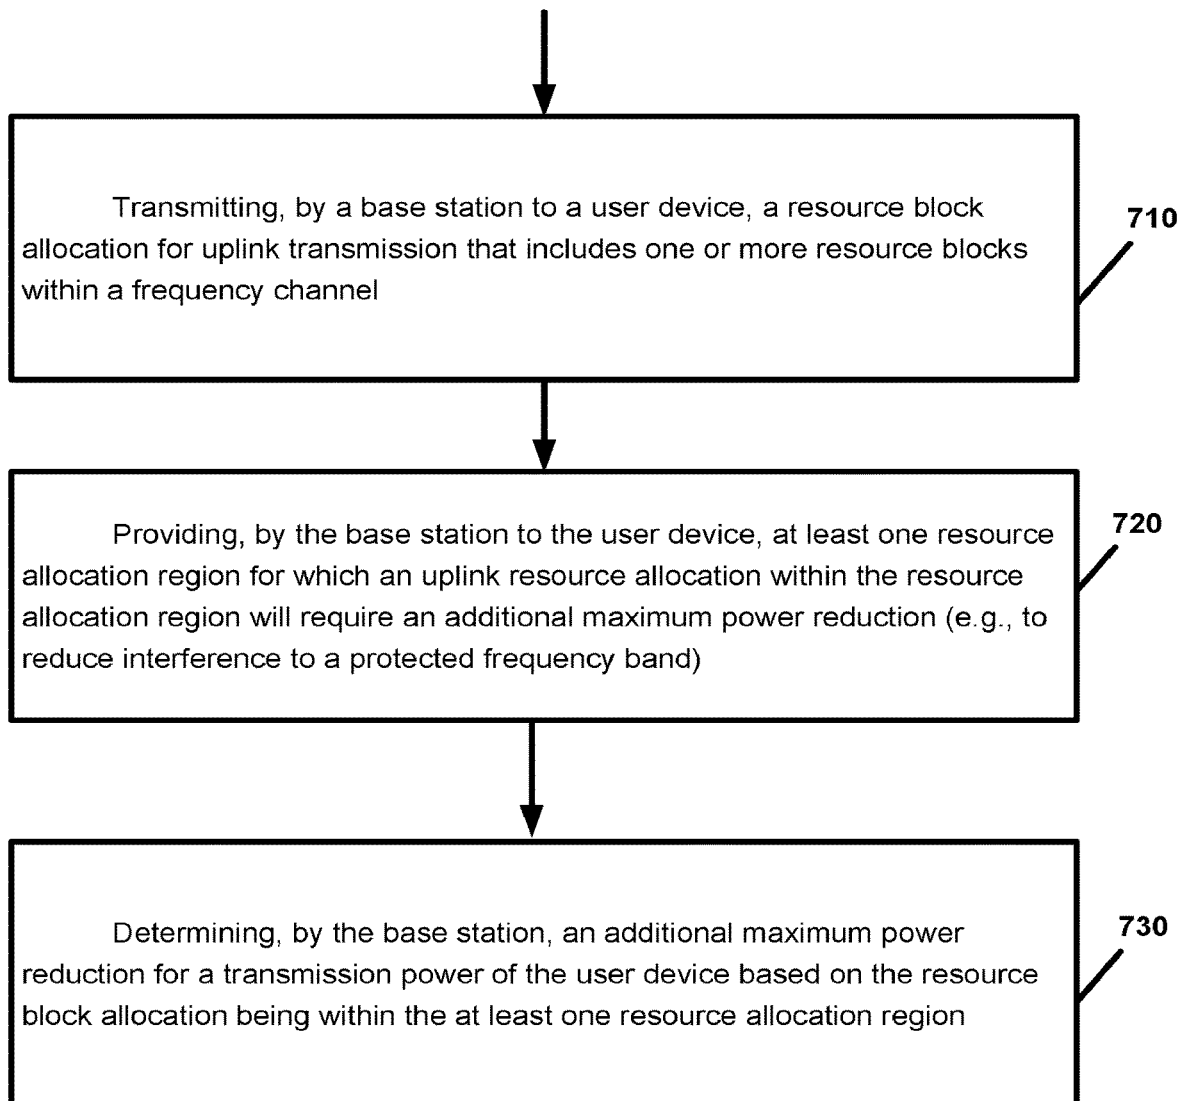 Transmitting, by a base station to a user device, a resource block
allocation for uplink transmission that includes one or more resource blocks
within a frequency channel
710
Providing, by the base station to the user device, at least one resource
allocation region for which an uplink resource allocation within the resource
allocation region will require an additional maximum power reduction (e.g., to
reduce interference to a protected frequency band)
720
Determining, by the base station, an additional maximum power
reduction for a transmission power of the user device based on the resource
block allocation being within the at least one resource allocation region
730